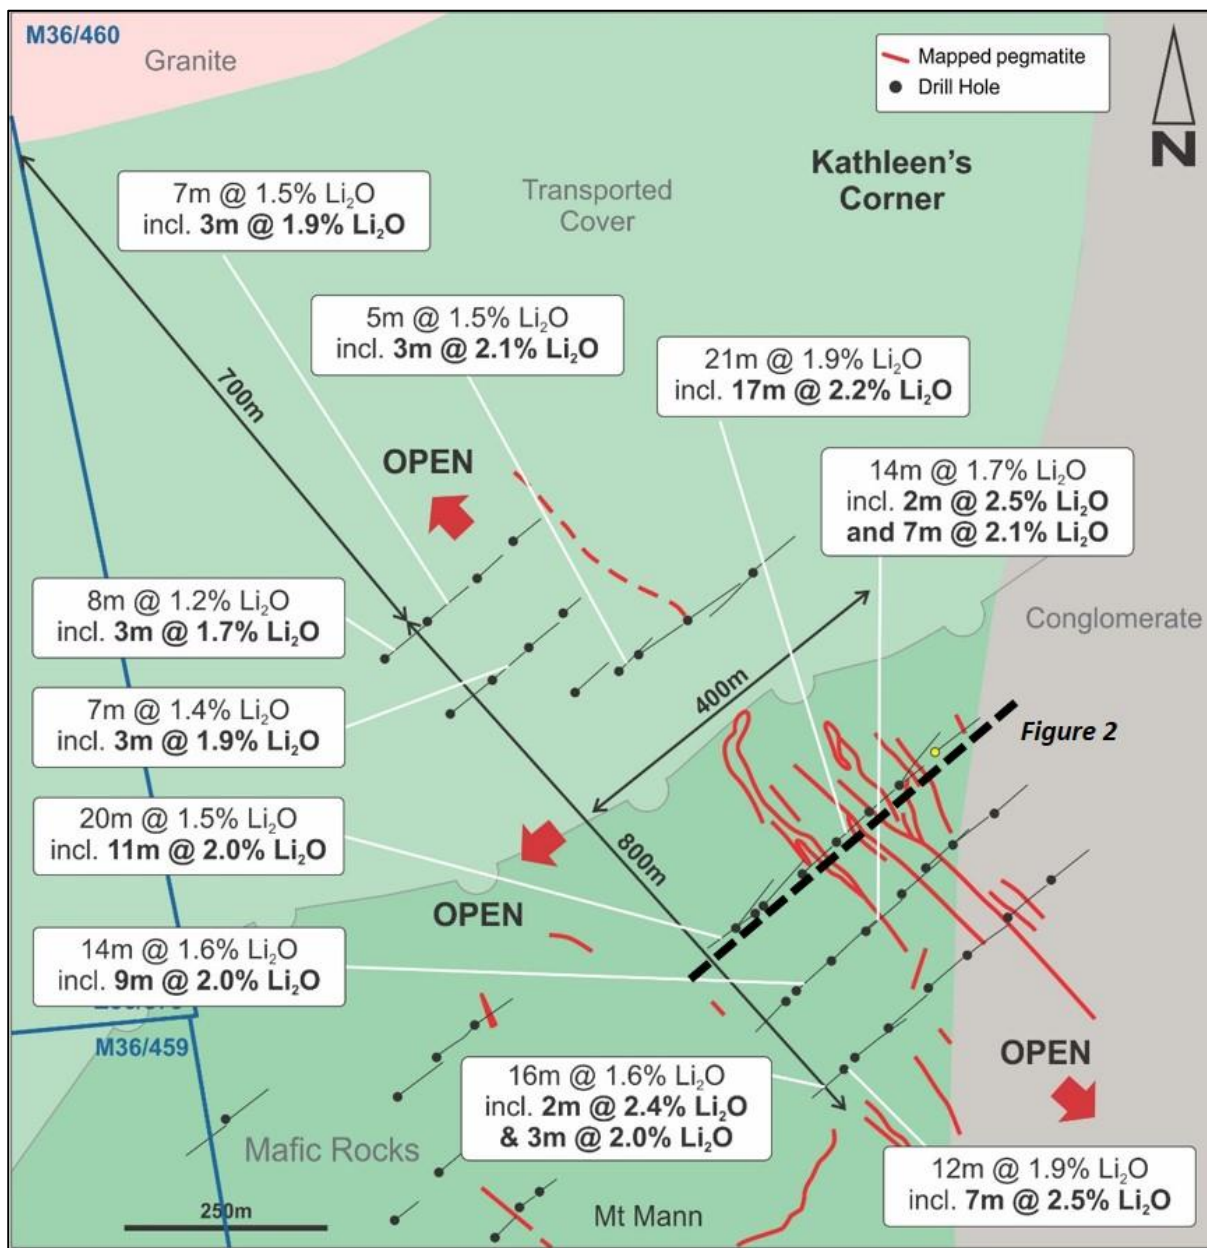 M36/460
Granite
Mapped pegmatite
Drill Hole
N
Kathleen's
Corner
Transported
Cover
7m @ 1.5% Li₂O
incl. 3m @ 1.9% Li₂O
5m @ 1.5% Li₂O
incl. 3m @ 2.1% Li₂O
21m @ 1.9% Li₂O
incl. 17m @ 2.2% Li₂O
700m
OPEN
14m @ 1.7% Li₂O
incl. 2m @ 2.5% Li₂O
and 7m @ 2.1% Li₂O
8m @ 1.2% Li₂O
incl. 3m @ 1.7% Li₂O
Conglomerate
400m
7m @ 1.4% Li₂O
incl. 3m @ 1.9% Li₂O
Figure 2
20m @ 1.5% Li₂O
incl. 11m @ 2.0% Li₂O
800m
OPEN
14m @ 1.6% Li₂O
incl. 9m @ 2.0% Li₂O
M36/459
OPEN
16m @ 1.6% Li₂O
incl. 2m @ 2.4% Li₂O
& 3m @ 2.0% Li₂O
Mafic Rocks
12m @ 1.9% Li₂O
incl. 7m @ 2.5% Li₂O
250m
Mt Mann